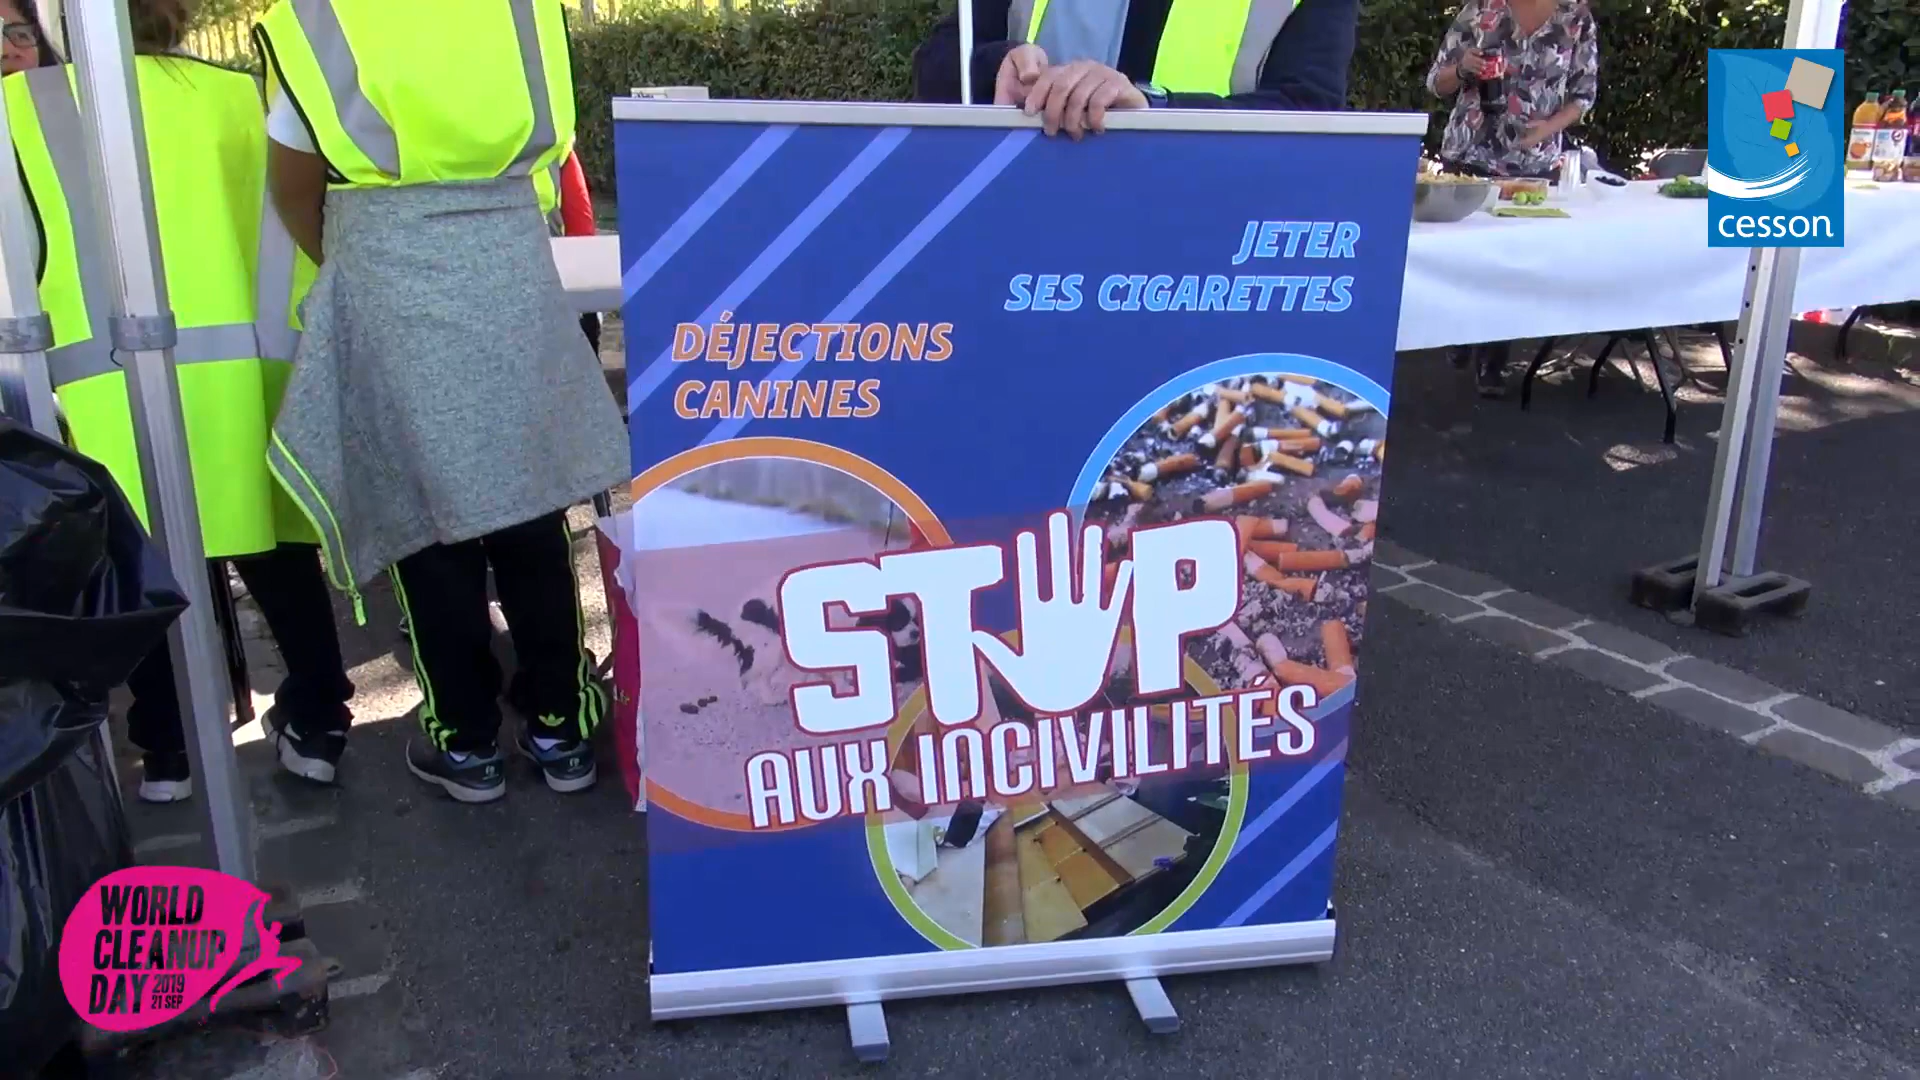 cesson
JETER
SES CIGARETTES
DÉJECTIONS
CANINES
STOP
AUX INCIVILITÉS
WORLD
CLEANUP
DAY 2019
21 SEP